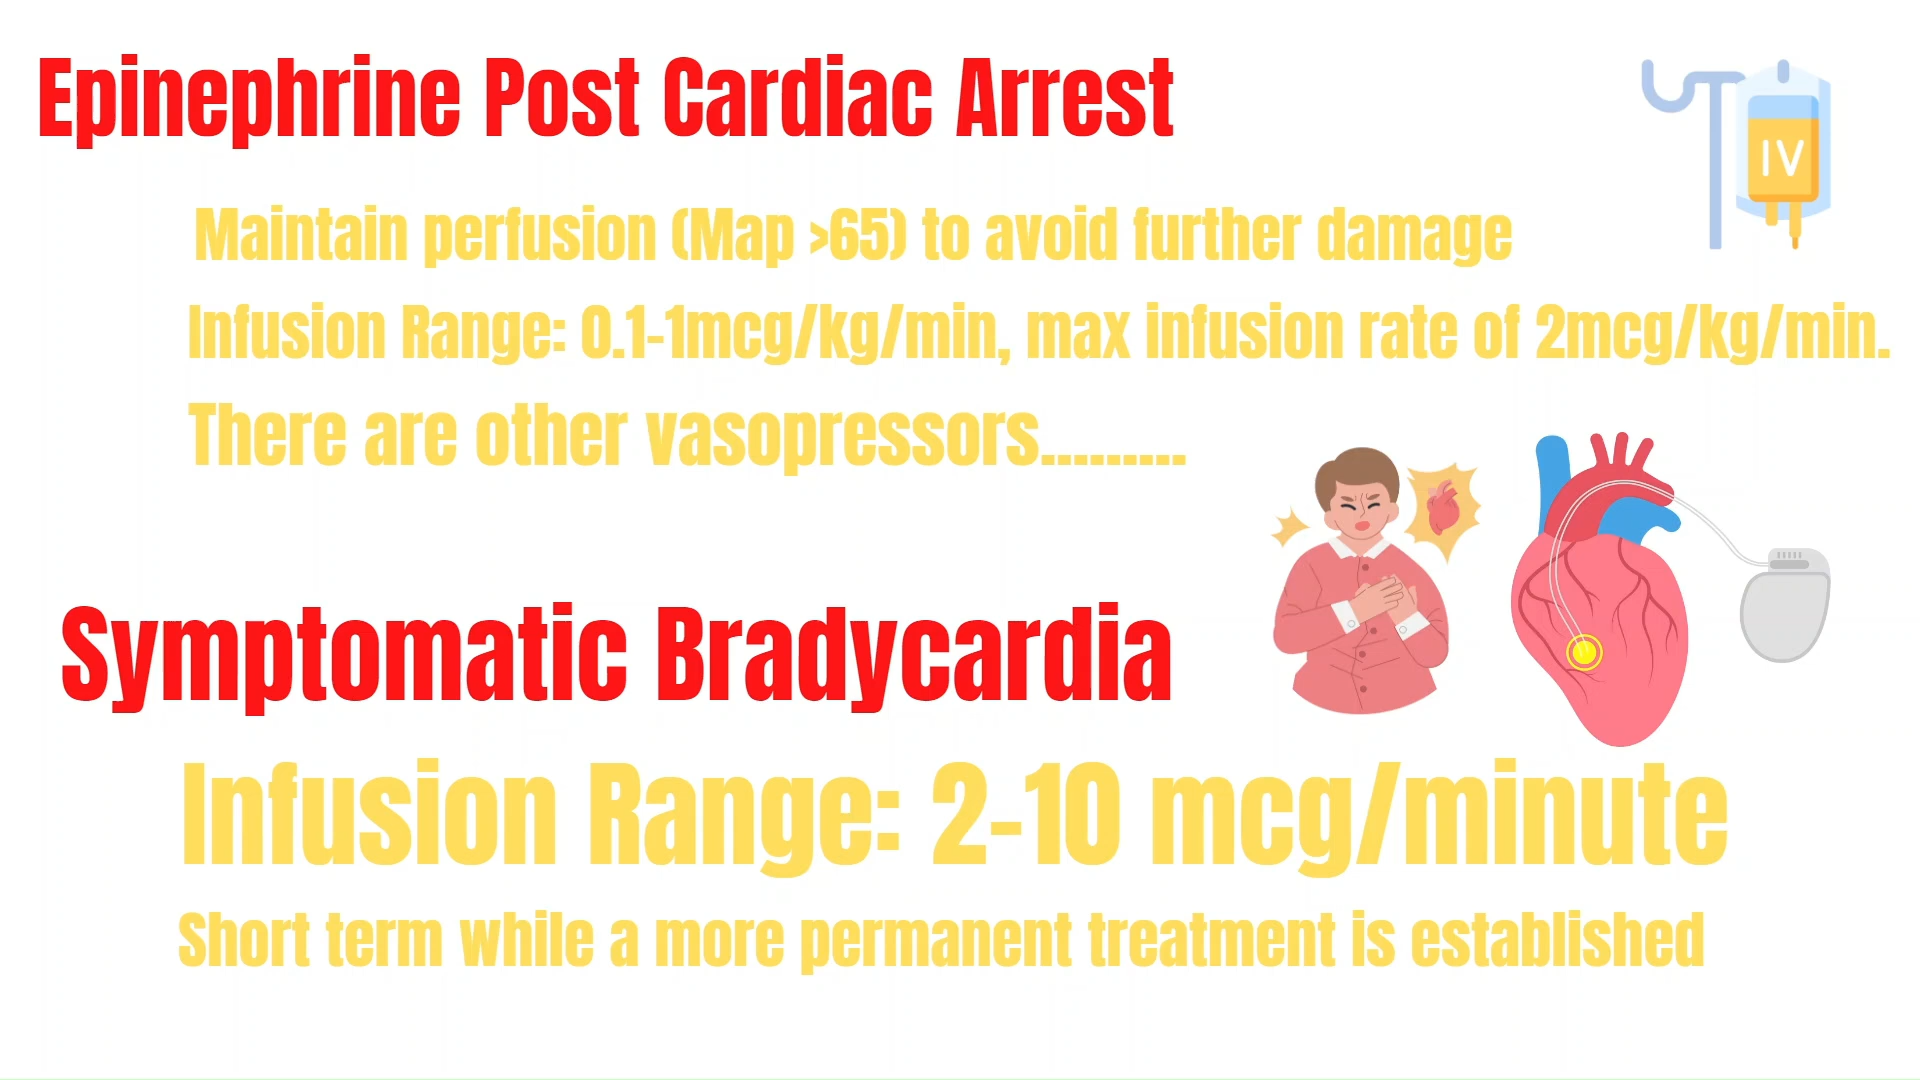 Epinephrine Post Cardiac Arrest
IV
Maintain perfusion (Map >65) to avoid further damage
Infusion Range: 0.1-1mcg/kg/min, max infusion rate of 2mcg/kg/min.
There are other vasopressors.........
Symptomatic Bradycardia
Infusion Range: 2-10 mcg/minute
Short term while a more permanent treatment is established